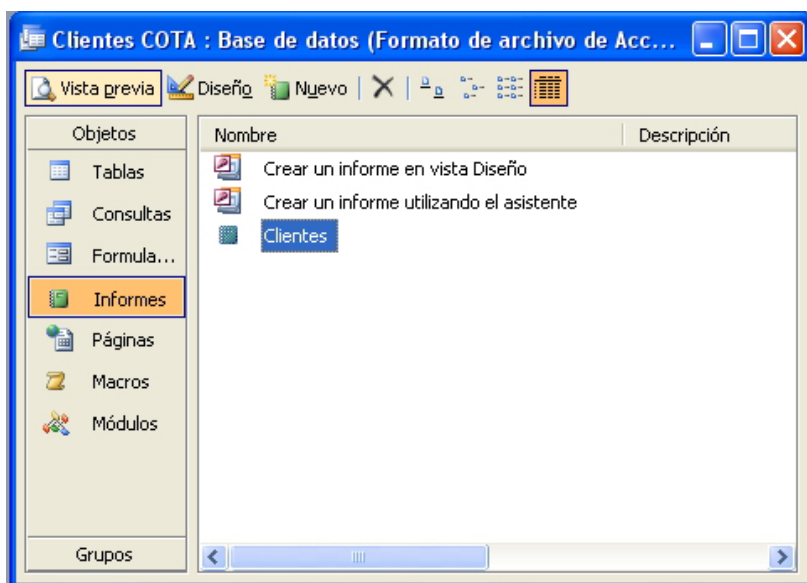 Clientes COTA : Base de datos (Formato de archivo de Acc...
Vista previa Diseño Nuevo
Objetos
Tablas
Consultas
Formula...
Informes
Páginas
Macros
Módulos
Grupos
Nombre Descripción
Crear un informe en vista Diseño
Crear un informe utilizando el asistente
Clientes